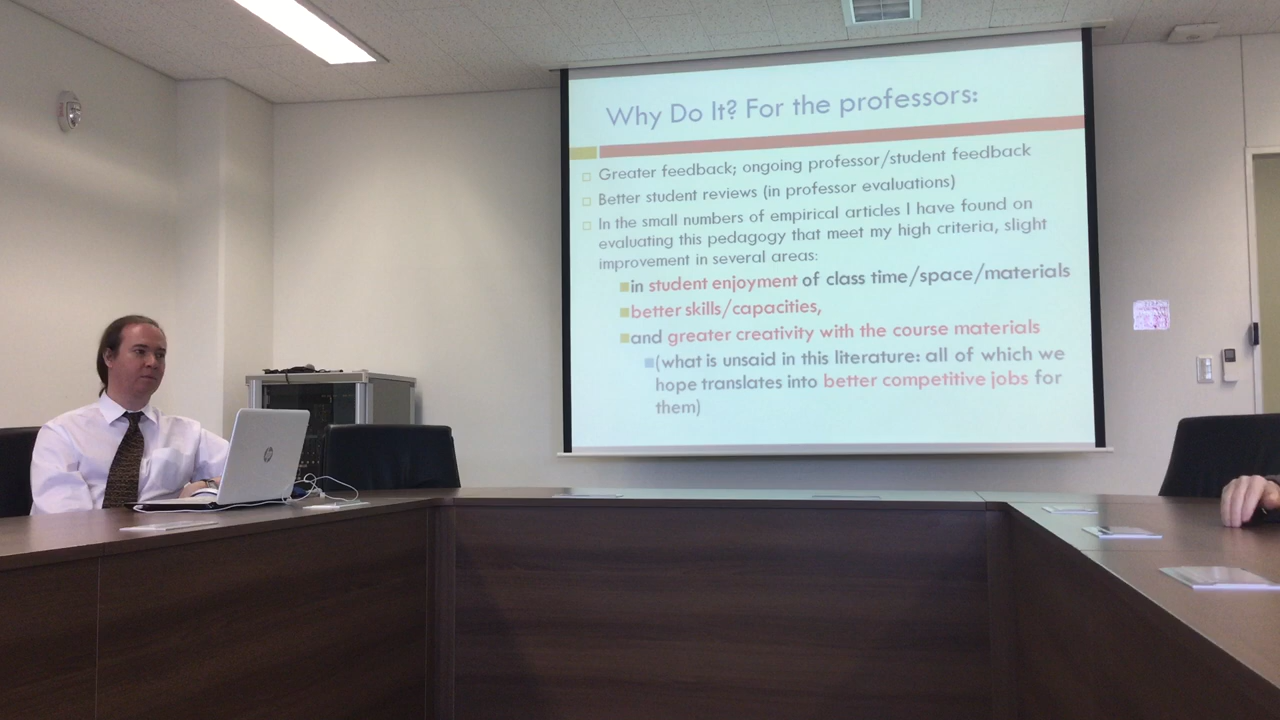 Why Do It? For the professors:
Greater feedback; ongoing professor/student feedback
Better student reviews (in professor evaluations)
In the small numbers of empirical articles I have found on
evaluating this pedagogy that meet my high criteria, slight
improvement in several areas:
in student enjoyment of class time/space/materials
better skills/capacities,
and greater creativity with the course materials
(what is unsaid in this literature: all of which we
hope translates into better competitive jobs for
them)
hp